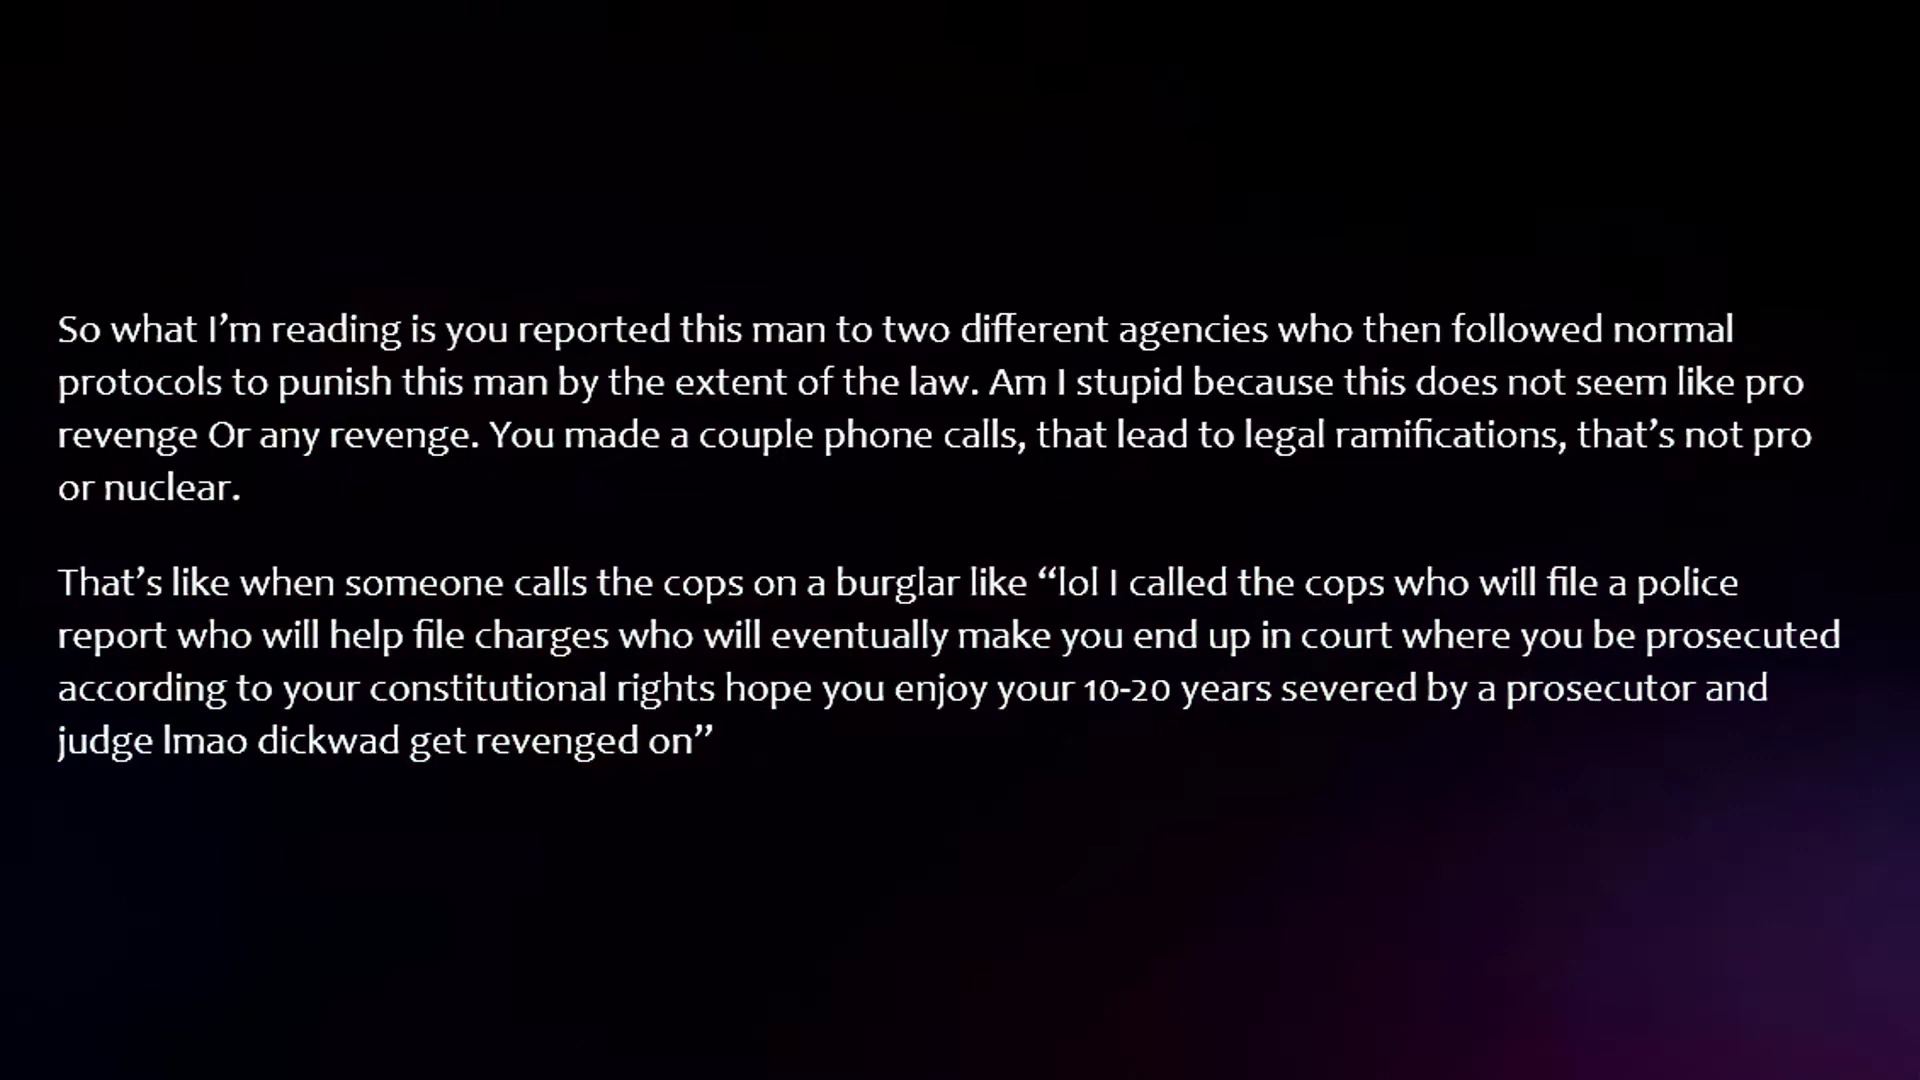 So what I’m reading is you reported this man to two different agencies who then followed normal
protocols to punish this man by the extent of the law. Am I stupid because this does not seem like pro
revenge Or any revenge. You made a couple phone calls, that lead to legal ramifications, that’s not pro
or nuclear.
That’s like when someone calls the cops on a burglar like “lol I called the cops who will file a police
report who will help file charges who will eventually make you end up in court where you be prosecuted
according to your constitutional rights hope you enjoy your 10-20 years severed by a prosecutor and
judge lmao dickwad get revenged on”